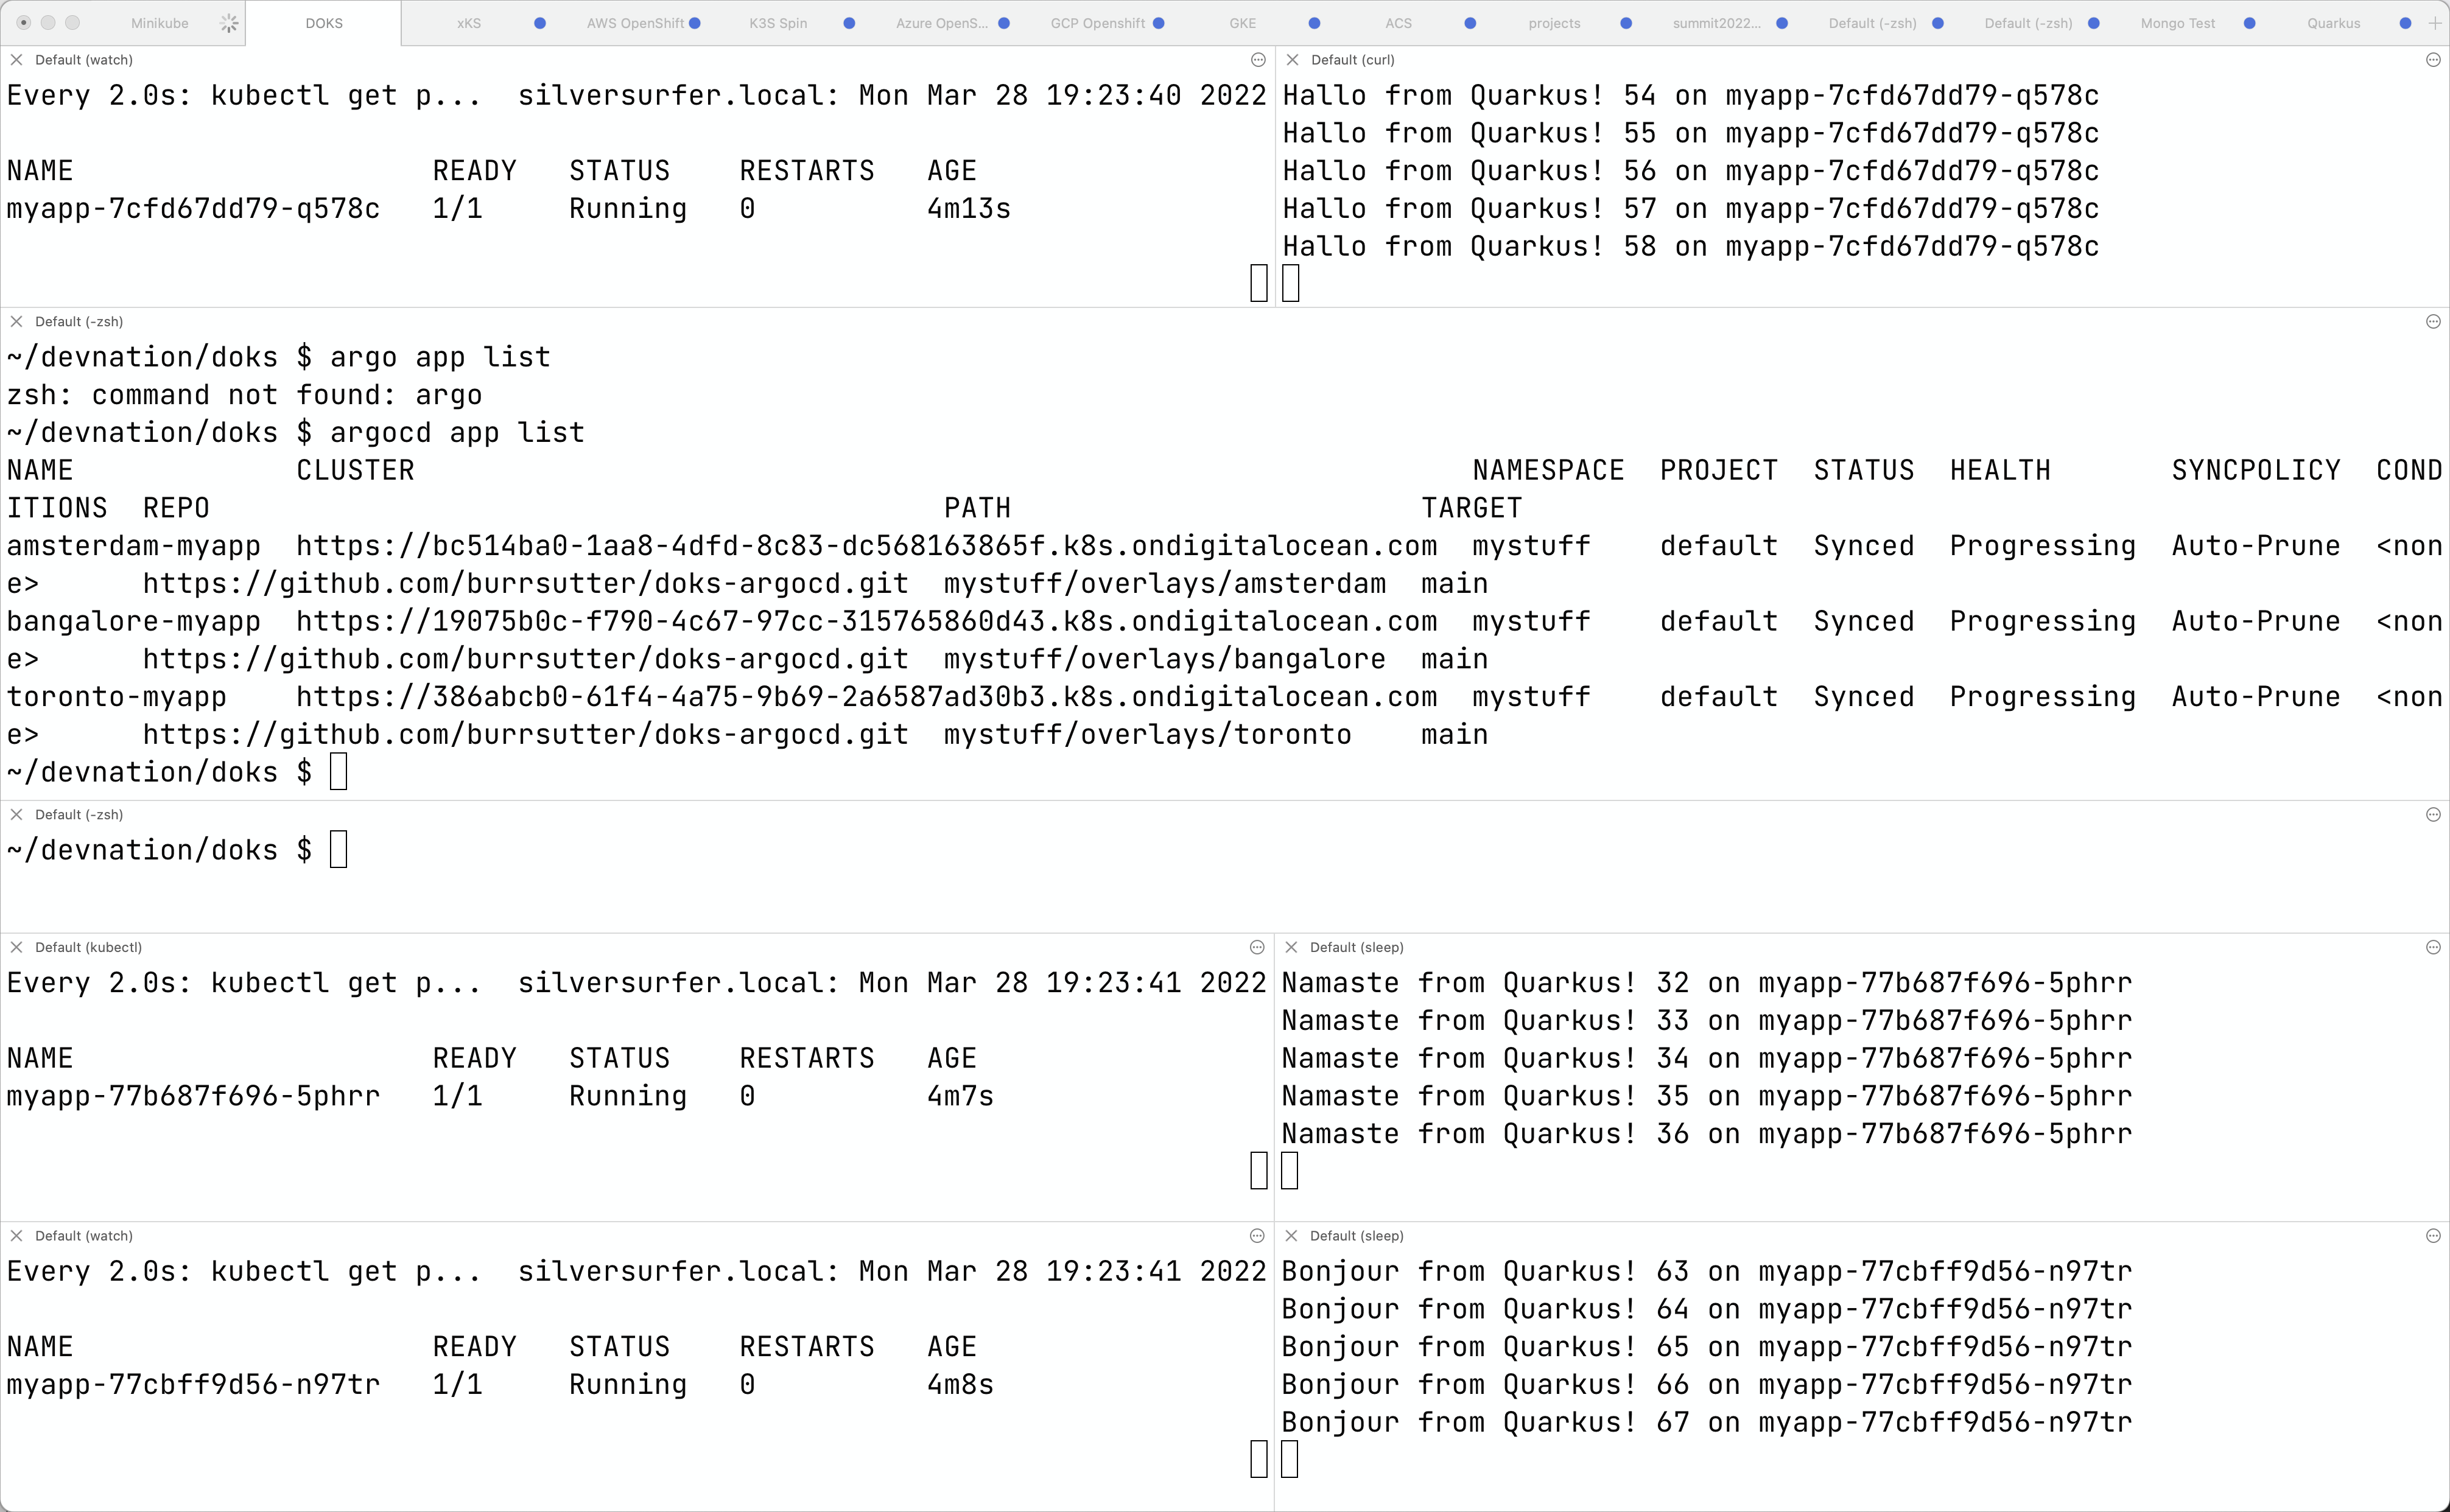 Minikube DOKS xKS AWS OpenShift K3S Spin Azure OpenS... GCP Openshift GKE ACS projects summit2022... Default (-zsh) Default (-zsh) Mongo Test Quarkus
Default (watch)
Every 2.0s: kubectl get p... silversurfer.local: Mon Mar 28 19:23:40 2022
NAME READY STATUS RESTARTS AGE
myapp-7cfd67dd79-q578c 1/1 Running 0 4m13s
Default (curl)
Hallo from Quarkus! 54 on myapp-7cfd67dd79-q578c
Hallo from Quarkus! 55 on myapp-7cfd67dd79-q578c
Hallo from Quarkus! 56 on myapp-7cfd67dd79-q578c
Hallo from Quarkus! 57 on myapp-7cfd67dd79-q578c
Hallo from Quarkus! 58 on myapp-7cfd67dd79-q578c
Default (-zsh)
~/devnation/doks $ argo app list
zsh: command not found: argo
~/devnation/doks $ argocd app list
NAME CLUSTER NAMESPACE PROJECT STATUS HEALTH SYNCPOLICY COND
ITIONS REPO PATH TARGET
amsterdam-myapp https://bc514ba0-1aa8-4dfd-8c83-dc568163865f.k8s.ondigitalocean.com mystuff default Synced Progressing Auto-Prune <non
e> https://github.com/burrsutter/doks-argocd.git mystuff/overlays/amsterdam main
bangalore-myapp https://19075b0c-f790-4c67-97cc-315765860d43.k8s.ondigitalocean.com mystuff default Synced Progressing Auto-Prune <non
e> https://github.com/burrsutter/doks-argocd.git mystuff/overlays/bangalore main
toronto-myapp https://386abcb0-61f4-4a75-9b69-2a6587ad30b3.k8s.ondigitalocean.com mystuff default Synced Progressing Auto-Prune <non
e> https://github.com/burrsutter/doks-argocd.git mystuff/overlays/toronto main
~/devnation/doks $
Default (-zsh)
~/devnation/doks $
Default (kubectl)
Every 2.0s: kubectl get p... silversurfer.local: Mon Mar 28 19:23:41 2022
NAME READY STATUS RESTARTS AGE
myapp-77b687f696-5phrr 1/1 Running 0 4m7s
Default (sleep)
Namaste from Quarkus! 32 on myapp-77b687f696-5phrr
Namaste from Quarkus! 33 on myapp-77b687f696-5phrr
Namaste from Quarkus! 34 on myapp-77b687f696-5phrr
Namaste from Quarkus! 35 on myapp-77b687f696-5phrr
Namaste from Quarkus! 36 on myapp-77b687f696-5phrr
Default (watch)
Every 2.0s: kubectl get p... silversurfer.local: Mon Mar 28 19:23:41 2022
NAME READY STATUS RESTARTS AGE
myapp-77cbff9d56-n97tr 1/1 Running 0 4m8s
Default (sleep)
Bonjour from Quarkus! 63 on myapp-77cbff9d56-n97tr
Bonjour from Quarkus! 64 on myapp-77cbff9d56-n97tr
Bonjour from Quarkus! 65 on myapp-77cbff9d56-n97tr
Bonjour from Quarkus! 66 on myapp-77cbff9d56-n97tr
Bonjour from Quarkus! 67 on myapp-77cbff9d56-n97tr